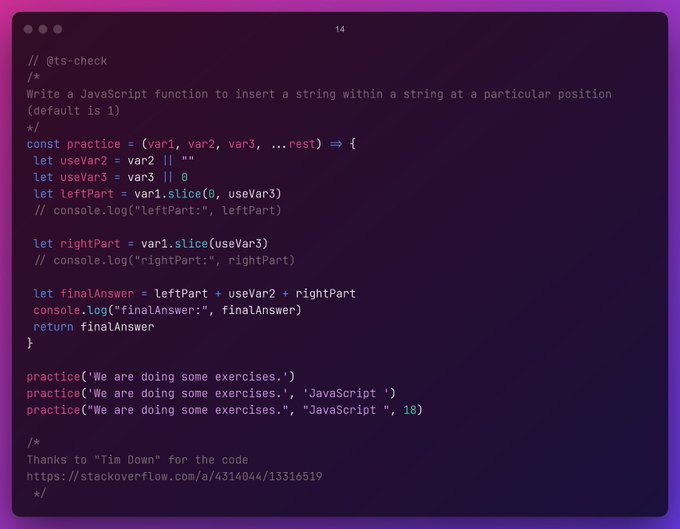 14
// @ts-check
/*
Write a JavaScript function to insert a string within a string at a particular position
(default is 1)
*/
const practice = (var1, var2, var3, ...rest) => {
let useVar2 = var2 || ""
let useVar3 = var3 || 0
let leftPart = var1.slice(0, useVar3)
// console.log("leftPart:", leftPart)
let rightPart = var1.slice(useVar3)
// console.log("rightPart:", rightPart)
let finalAnswer = leftPart + useVar2 + rightPart
console.log("finalAnswer:", finalAnswer)
return finalAnswer
}
practice('We are doing some exercises.')
practice('We are doing some exercises.', 'JavaScript ')
practice("We are doing some exercises.", "JavaScript ", 18)
/*
Thanks to "Tim Down" for the code
https://stackoverflow.com/a/4314044/13316519
*/